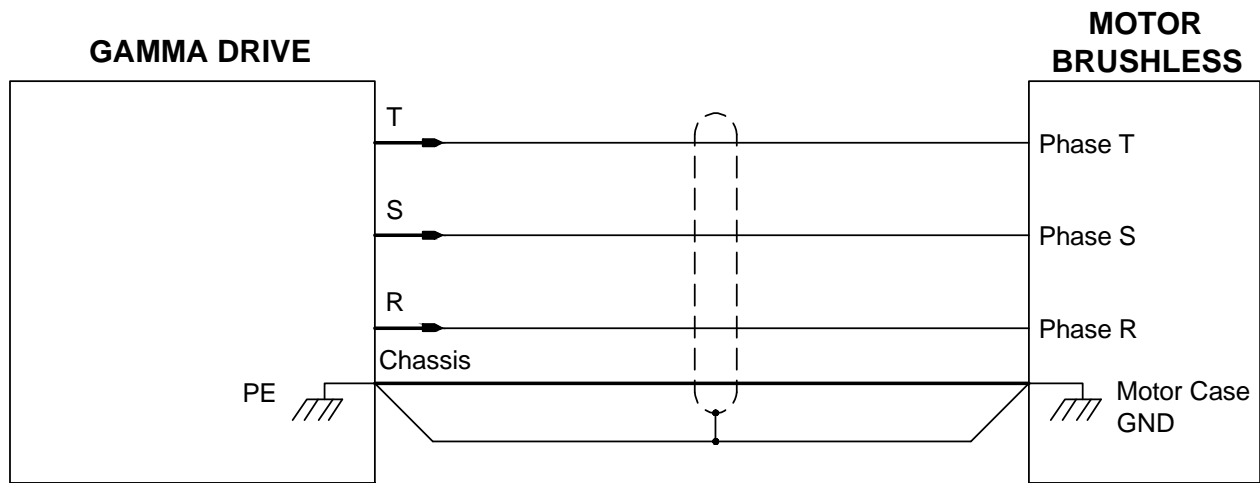 GAMMA DRIVE
MOTOR
BRUSHLESS
T
Phase T
S
Phase S
R
Phase R
Chassis
PE
Motor Case
GND